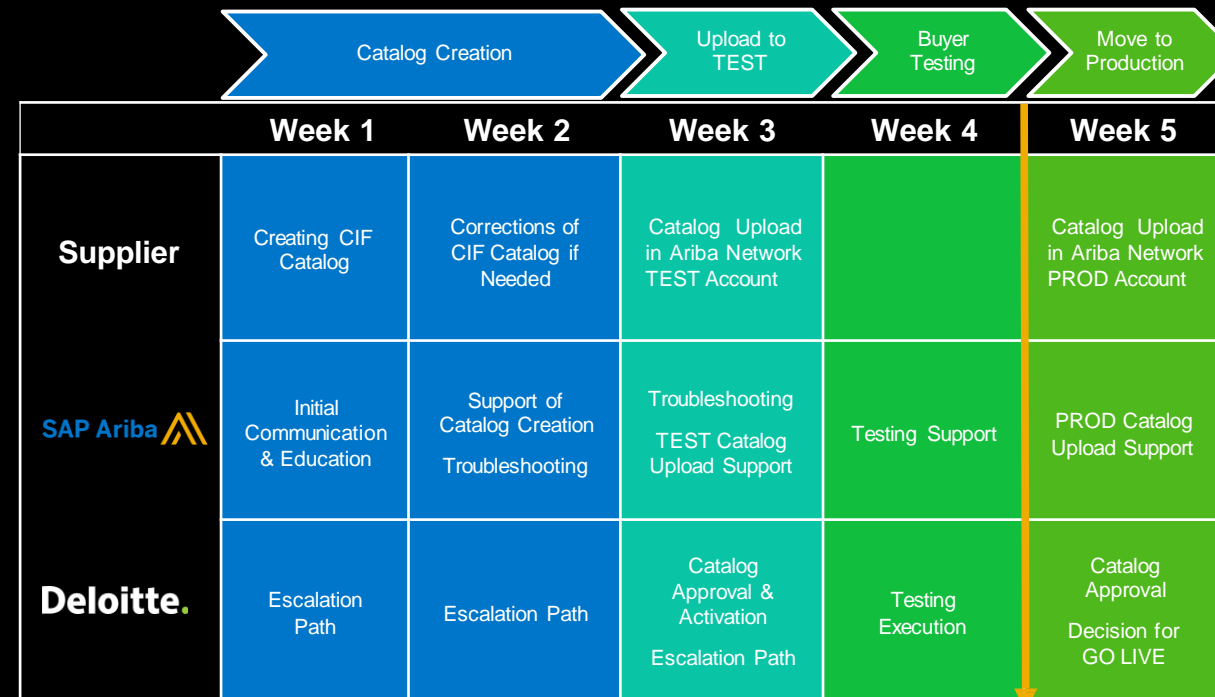 Catalog Creation
Upload to
TEST
Buyer
Testing
Move to
Production
Week 1
Week 2
Week 3
Week 4
Week 5
Supplier
Creating CIF
Catalog
Corrections of
CIF Catalog if
Needed
Catalog Upload
in Ariba Network
TEST Account
Catalog Upload
in Ariba Network
PROD Account
SAP Ariba
Initial
Communication
& Education
Support of
Catalog Creation
Troubleshooting
Troubleshooting
TEST Catalog
Upload Support
Testing Support
PROD Catalog
Upload Support
Deloitte.
Escalation
Path
Escalation Path
Catalog
Approval &
Activation
Escalation Path
Testing
Execution
Catalog
Approval
Decision for
GO LIVE